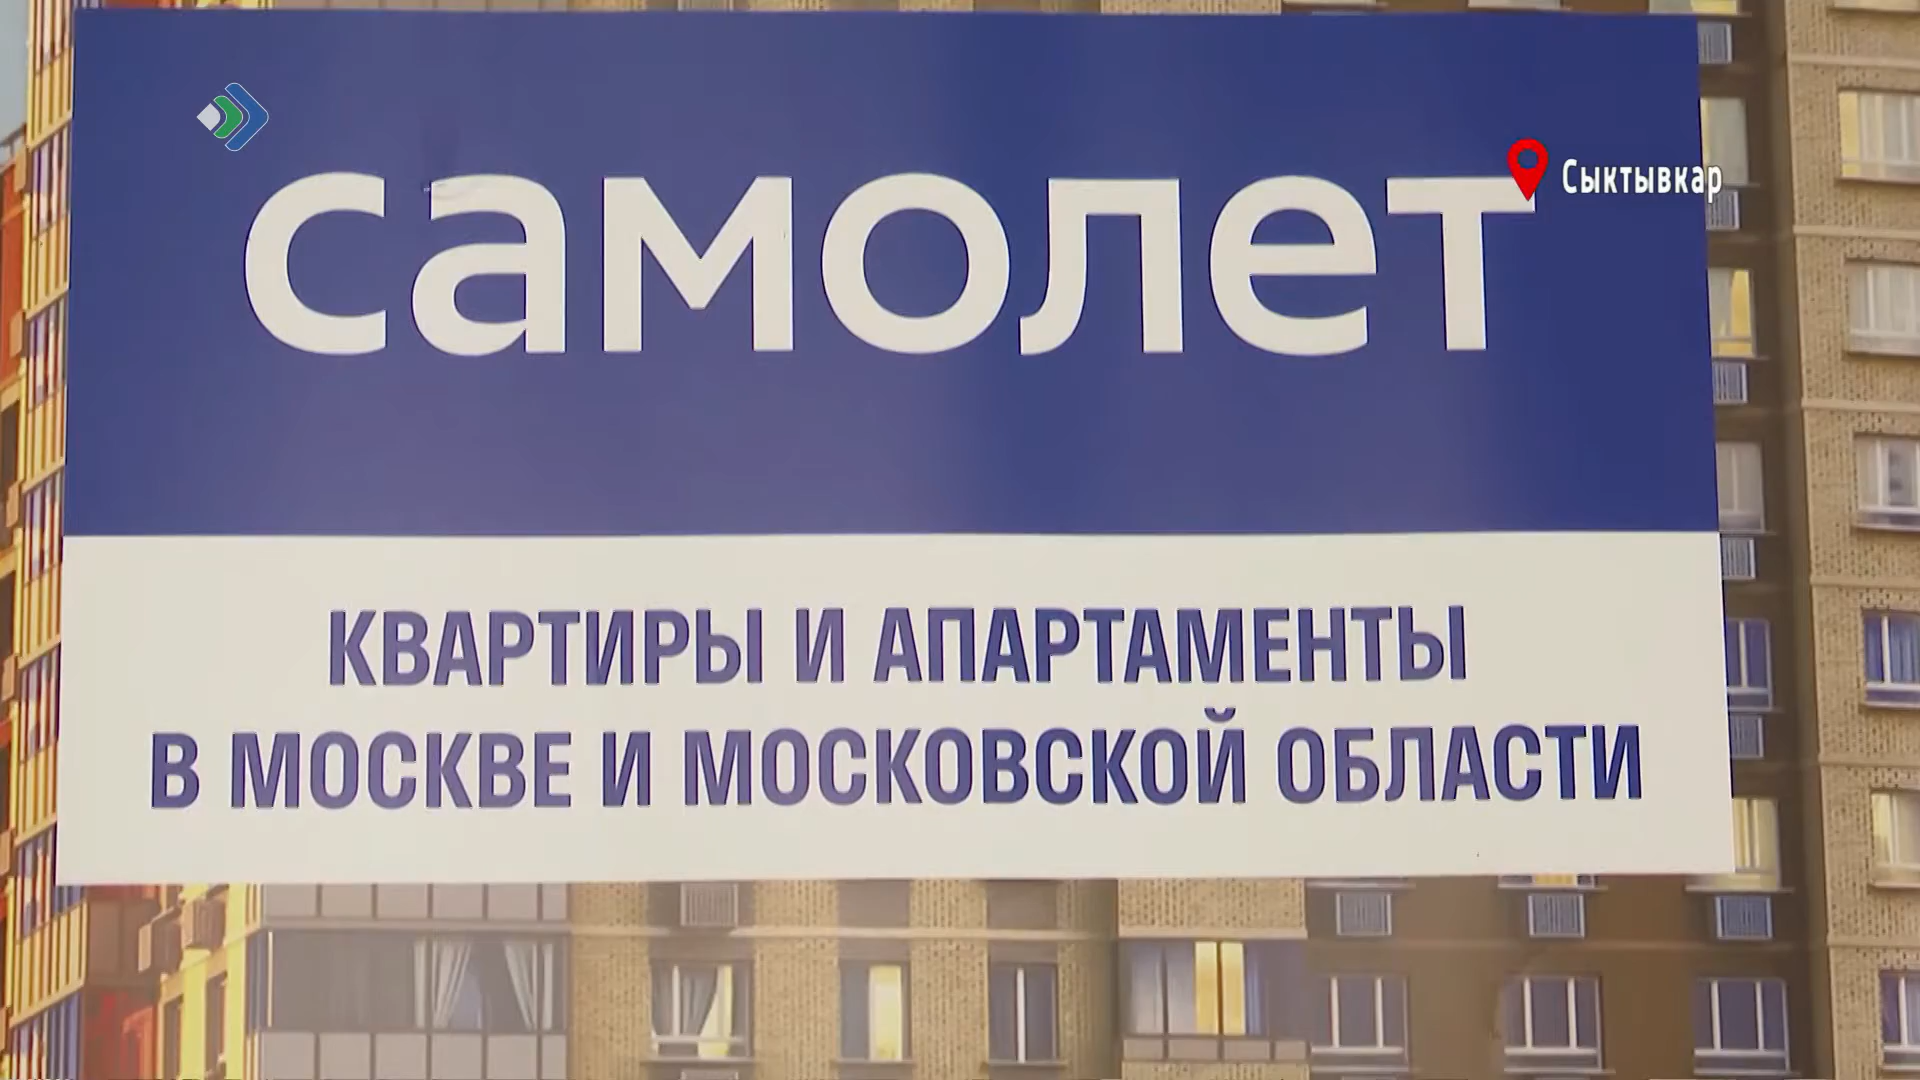 самолет
Сыктывкар
КВАРТИРЫ И АПАРТАМЕНТЫ
В МОСКВЕ И МОСКОВСКОЙ ОБЛАСТИ